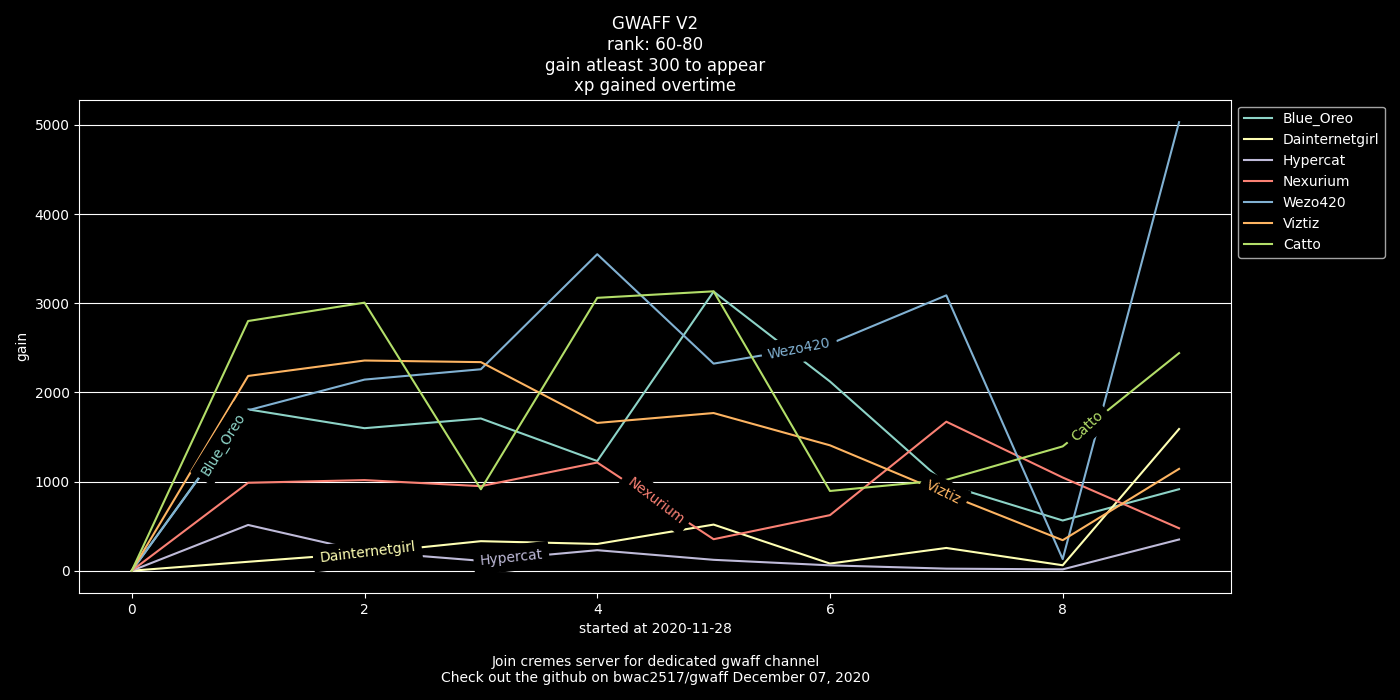 GWAFF V2
rank: 60-80
gain atleast 300 to appear
xp gained overtime
gain
5000
4000
3000
2000
1000
0
0 2 4 6 8
started at 2020-11-28
Blue_Oreo
Dainternetgirl
Hypercat
Nexurium
Wezo420
Viztiz
Catto
Blue_Oreo
Dainternetgirl
Hypercat
Nexurium
Wezo420
Viztiz
Catto
Join cremes server for dedicated gwaff channel
Check out the github on bwac2517/gwaff December 07, 2020